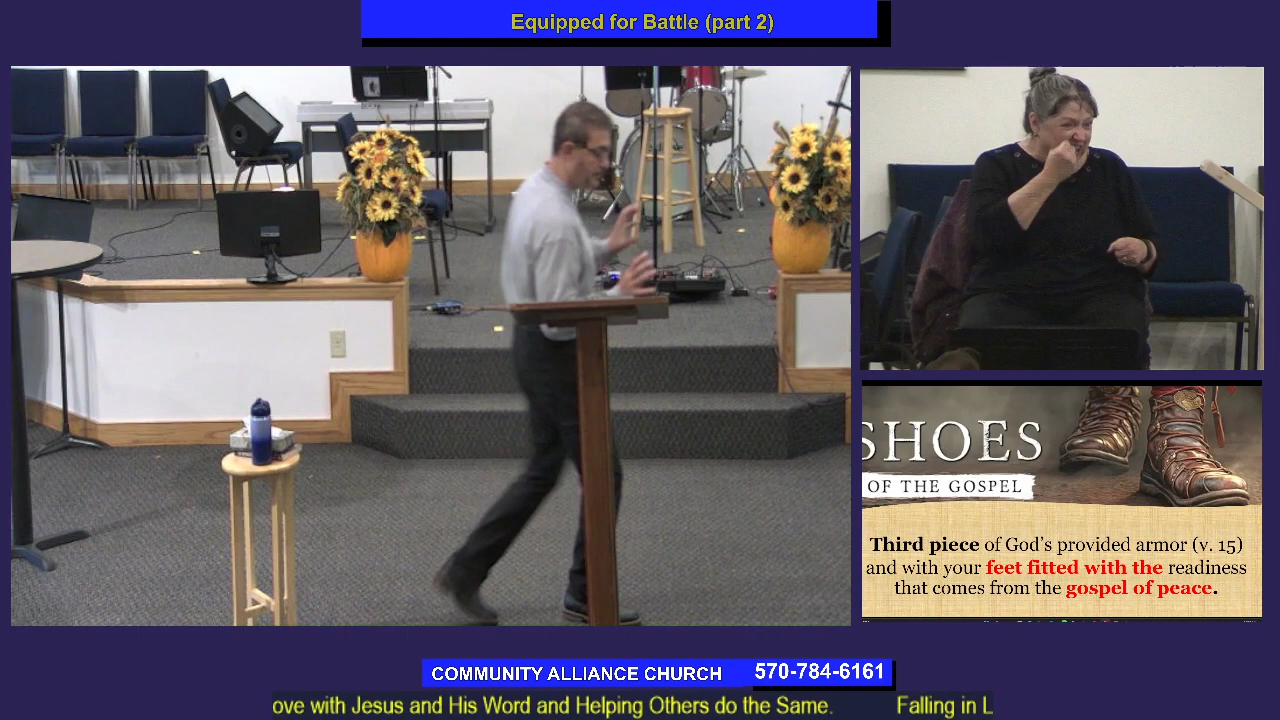 Equipped for Battle (part 2)
SHOES
OF THE GOSPEL
Third piece of God's provided armor (v. 15)
and with your feet fitted with the readiness
that comes from the gospel of peace.
COMMUNITY ALLIANCE CHURCH 570-784-6161
ove with Jesus and His Word and Helping Others do the Same. Falling in L